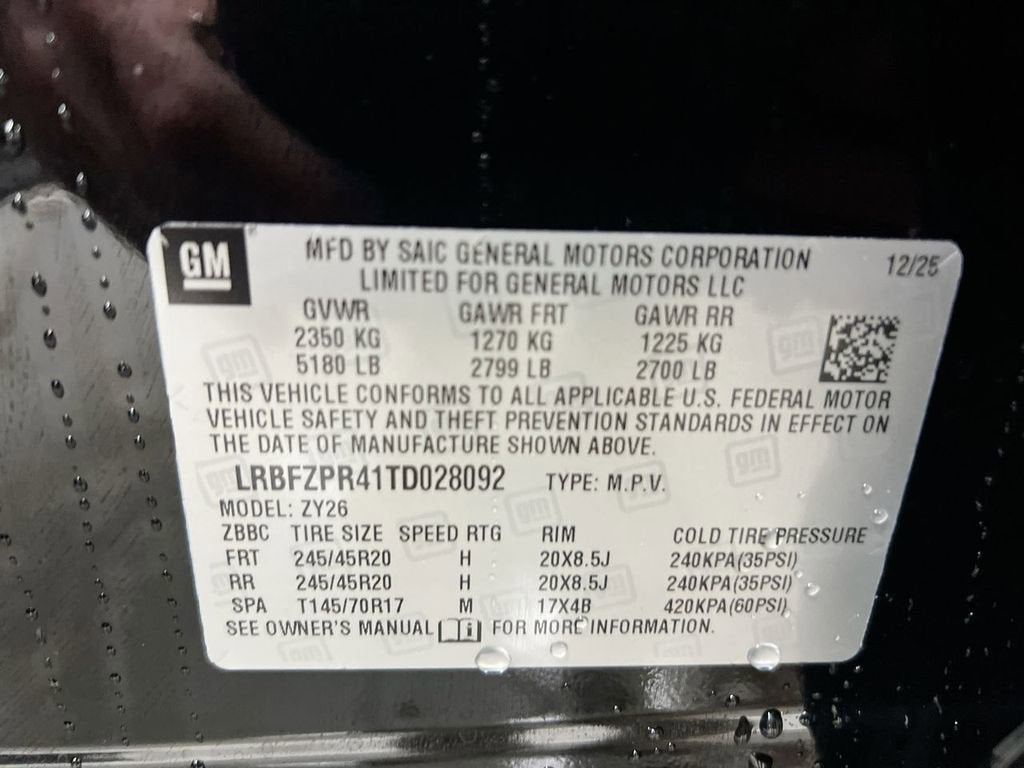 GM
MFD BY SAIC GENERAL MOTORS CORPORATION
LIMITED FOR GENERAL MOTORS LLC
12/25
GVWR GAWR FRT GAWR RR
2350 KG 1270 KG 1225 KG
5180 LB 2799 LB 2700 LB
THIS VEHICLE CONFORMS TO ALL APPLICABLE U.S. FEDERAL MOTOR
VEHICLE SAFETY AND THEFT PREVENTION STANDARDS IN EFFECT ON
THE DATE OF MANUFACTURE SHOWN ABOVE.
LRBFZPR41TD028092 TYPE: M.P.V.
MODEL: ZY26
ZBBC TIRE SIZE SPEED RTG RIM COLD TIRE PRESSURE
FRT 245/45R20 H 20X8.5J 240KPA(35PSI)
RR 245/45R20 H 20X8.5J 240KPA(35PSI)
SPA T145/70R17 M 17X4B 420KPA(60PSI)
SEE OWNER'S MANUAL FOR MORE INFORMATION.